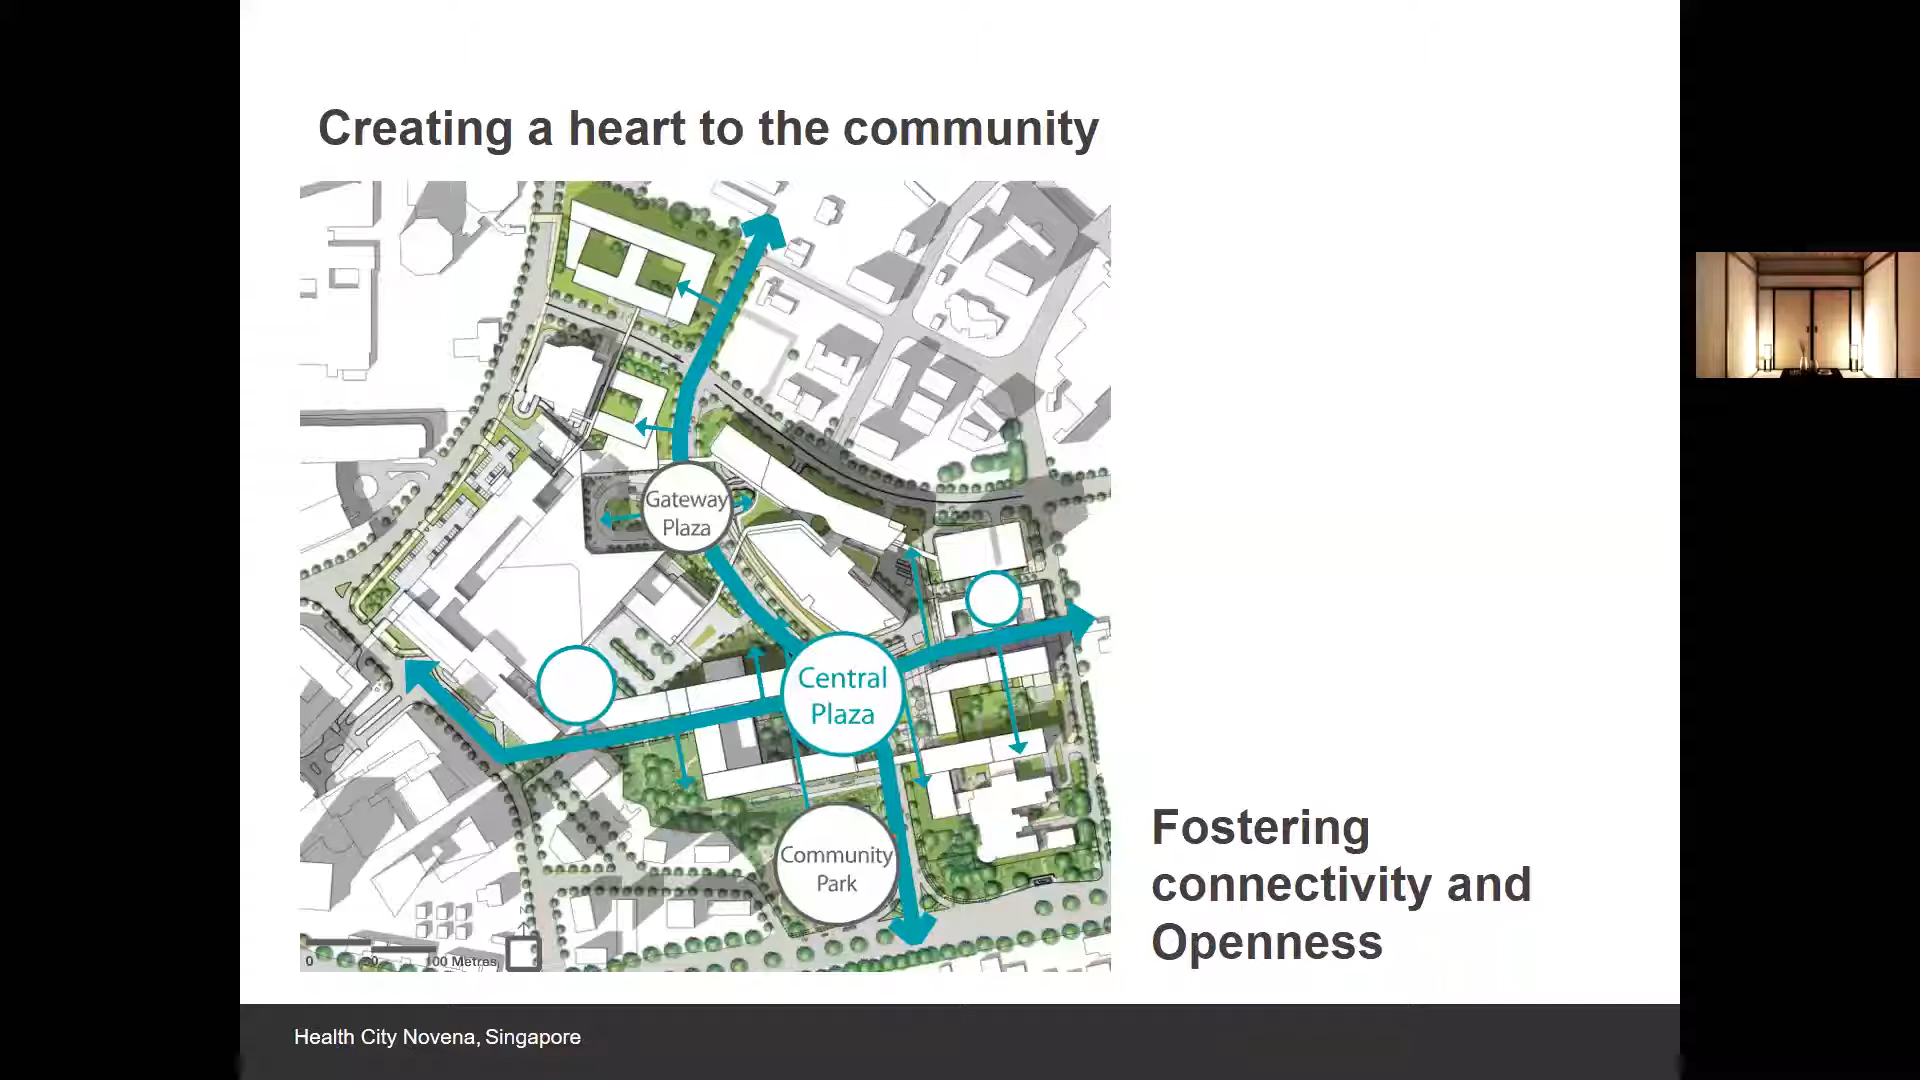 Creating a heart to the community
Gateway
Plaza
Central
Plaza
Community
Park
0
50
100 Metres
Fostering
connectivity and
Openness
Health City Novena, Singapore